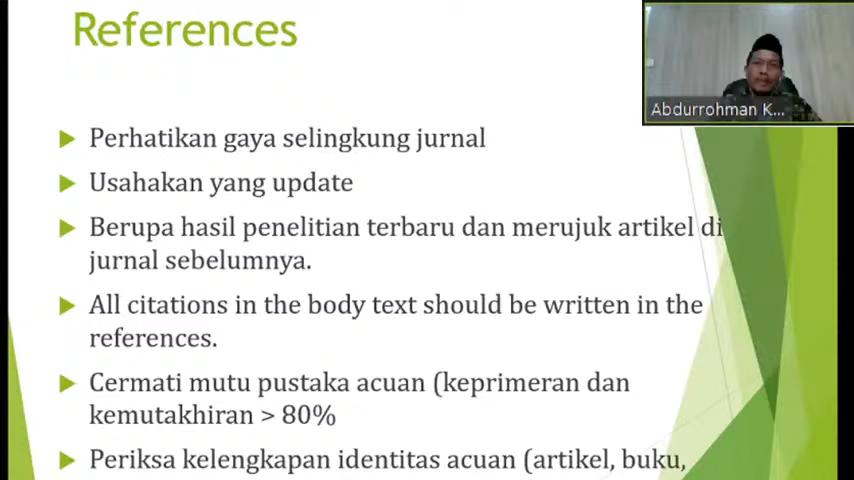 References
Abdurrohman K...
Perhatikan gaya selingkung jurnal
Usahakan yang update
Berupa hasil penelitian terbaru dan merujuk artikel di
jurnal sebelumnya.
All citations in the body text should be written in the
references.
Cermati mutu pustaka acuan (keprimeran dan
kemutakhiran > 80%
Periksa kelengkapan identitas acuan (artikel, buku,